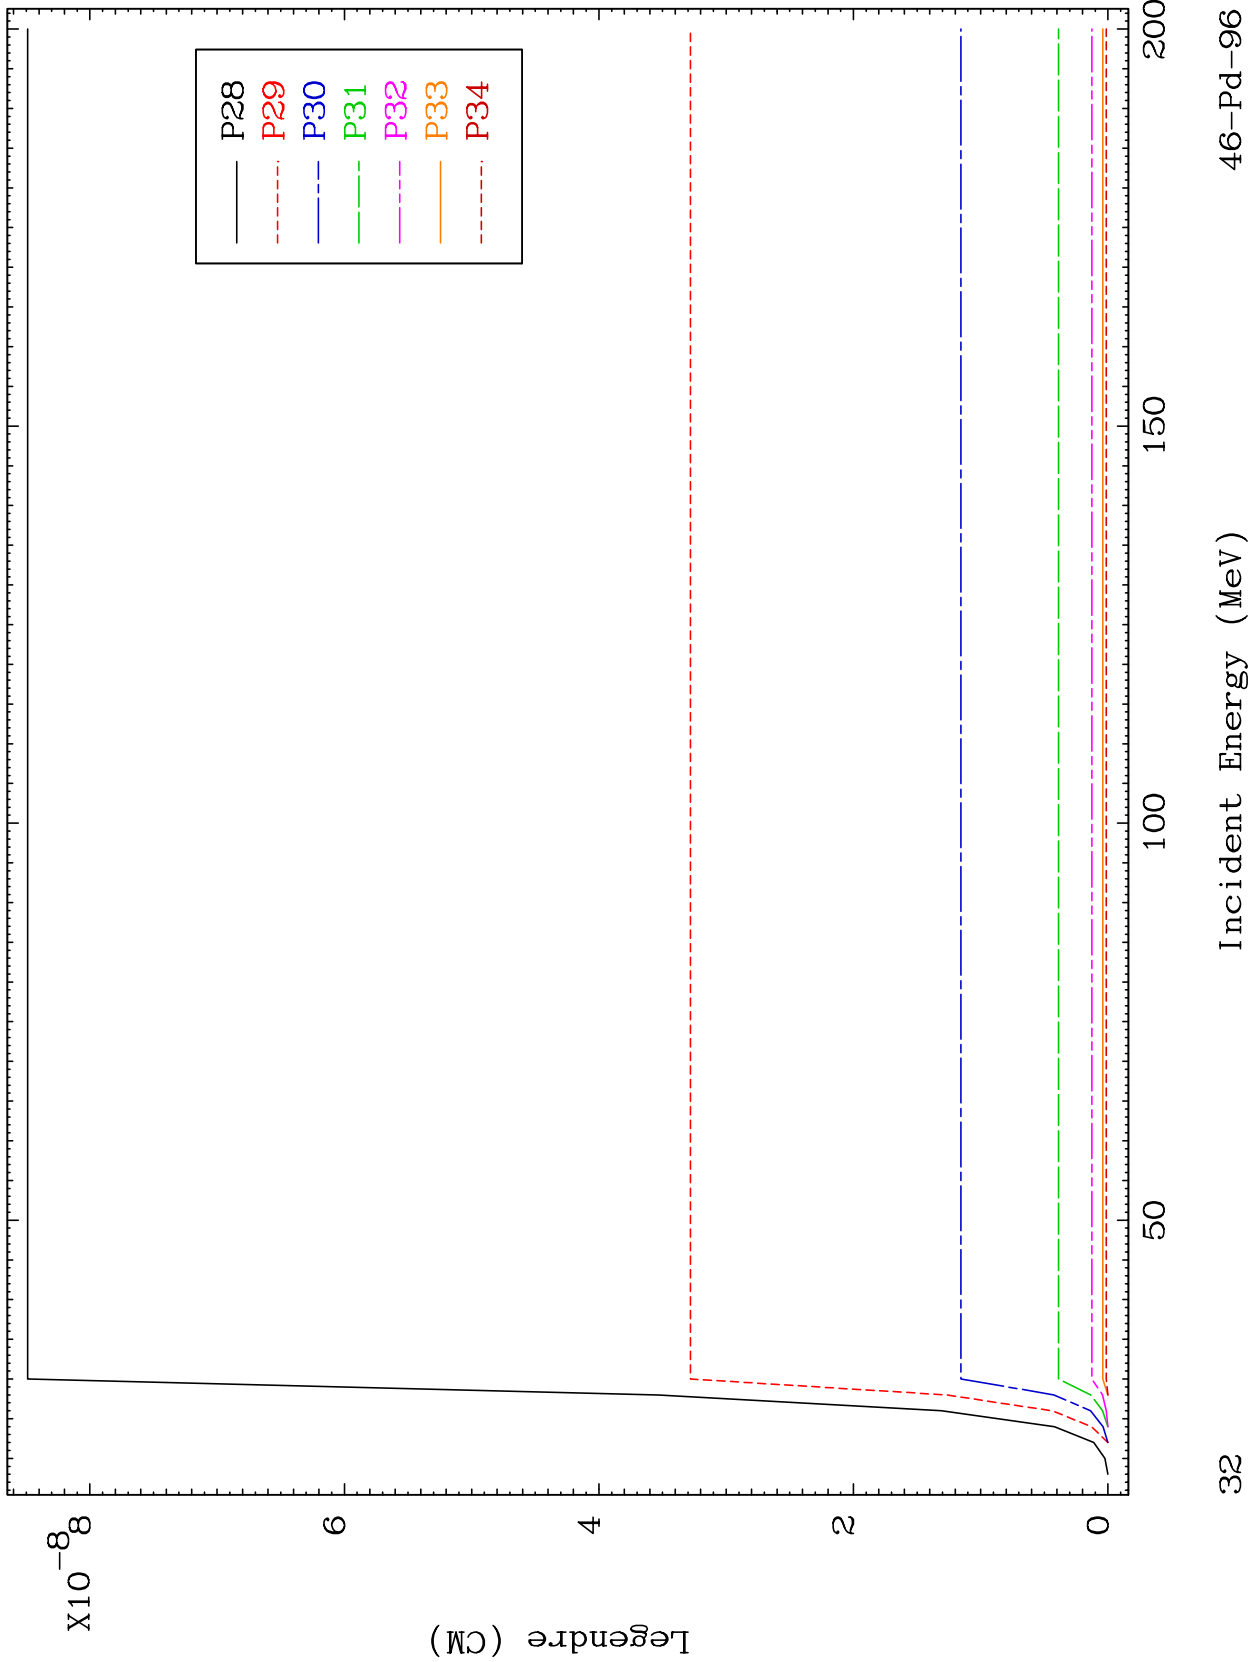 X10
-8
8
6
4
2
0
Legendre (CM)
P28
P29
P30
P31
P32
P33
P34
50
100
150
200
32
Incident Energy (MeV)
46-Pd-96